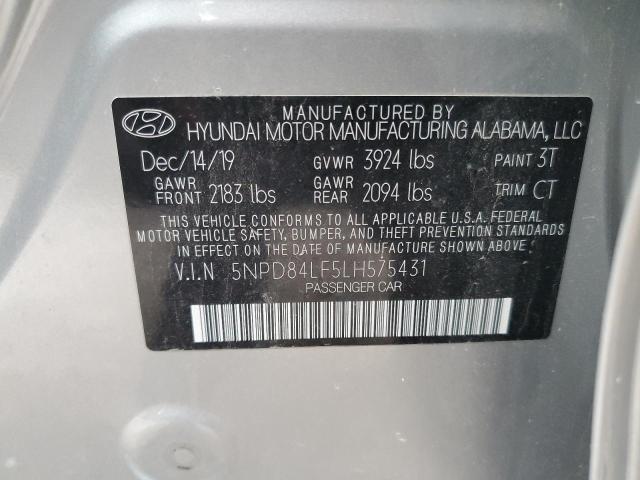 MANUFACTURED BY
HYUNDAI MOTOR MANUFACTURING ALABAMA, LLC
Dec/14/19 GVWR 3924 lbs PAINT 3T
GAWR FRONT 2183 lbs GAWR REAR 2094 lbs TRIM CT
THIS VEHICLE CONFORMS TO ALL APPLICABLE U.S.A. FEDERAL
MOTOR VEHICLE SAFETY, BUMPER, AND THEFT PREVENTION STANDARDS
IN EFFECT ON THE DATE OF MANUFACTURE SHOWN ABOVE.
V.I.N 5NPD84LF5LH575431
PASSENGER CAR